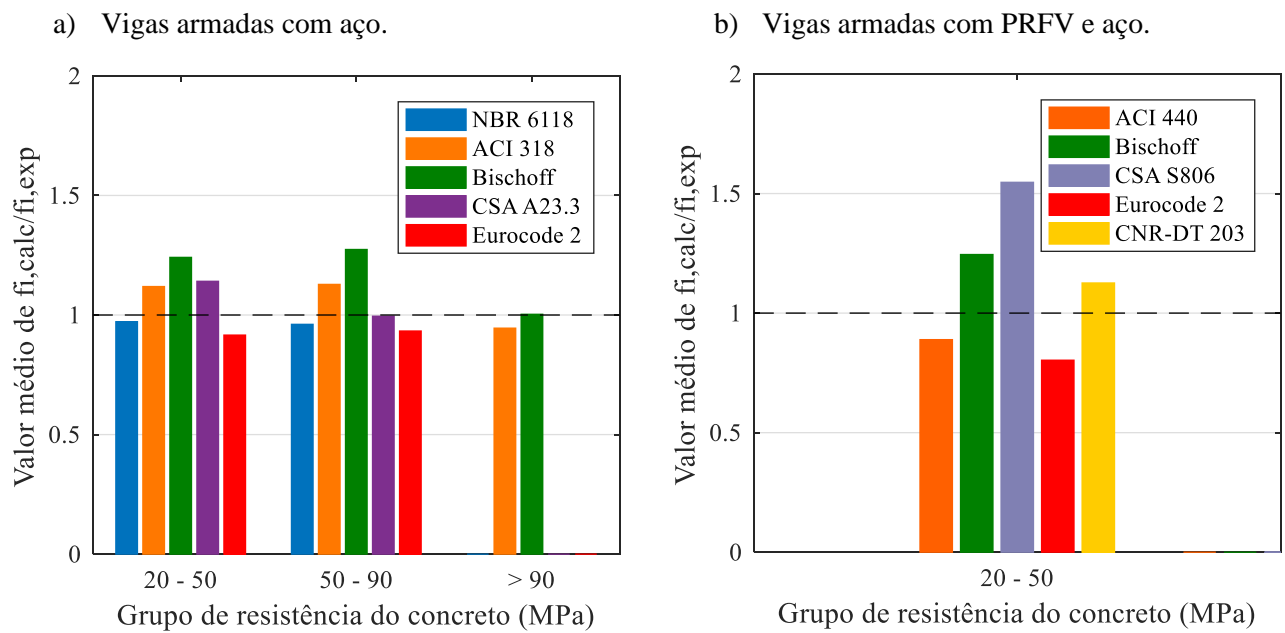 a) Vigas armadas com aço.
Valor médio de fi,calc/fi,exp
2
1.5
1
0.5
0
NBR 6118
ACI 318
Bischoff
CSA A23.3
Eurocode 2
20 - 50
50 - 90
> 90
Grupo de resistência do concreto (MPa)
b) Vigas armadas com PRFV e aço.
Valor médio de fi,calc/fi,exp
2
1.5
1
0.5
0
ACI 440
Bischoff
CSA S806
Eurocode 2
CNR-DT 203
20 - 50
Grupo de resistência do concreto (MPa)